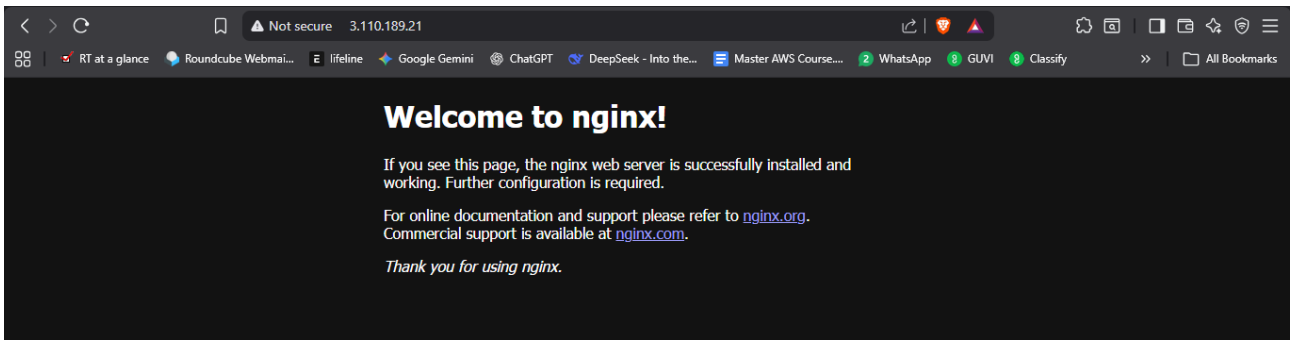 Not secure 3.110.189.21
RT at a glance Roundcube Webmai... lifeline Google Gemini ChatGPT DeepSeek - Into the... Master AWS Course.... 2 WhatsApp 8 GUVI 8 Classify » All Bookmarks
Welcome to nginx!
If you see this page, the nginx web server is successfully installed and
working. Further configuration is required.
For online documentation and support please refer to nginx.org.
Commercial support is available at nginx.com.
Thank you for using nginx.